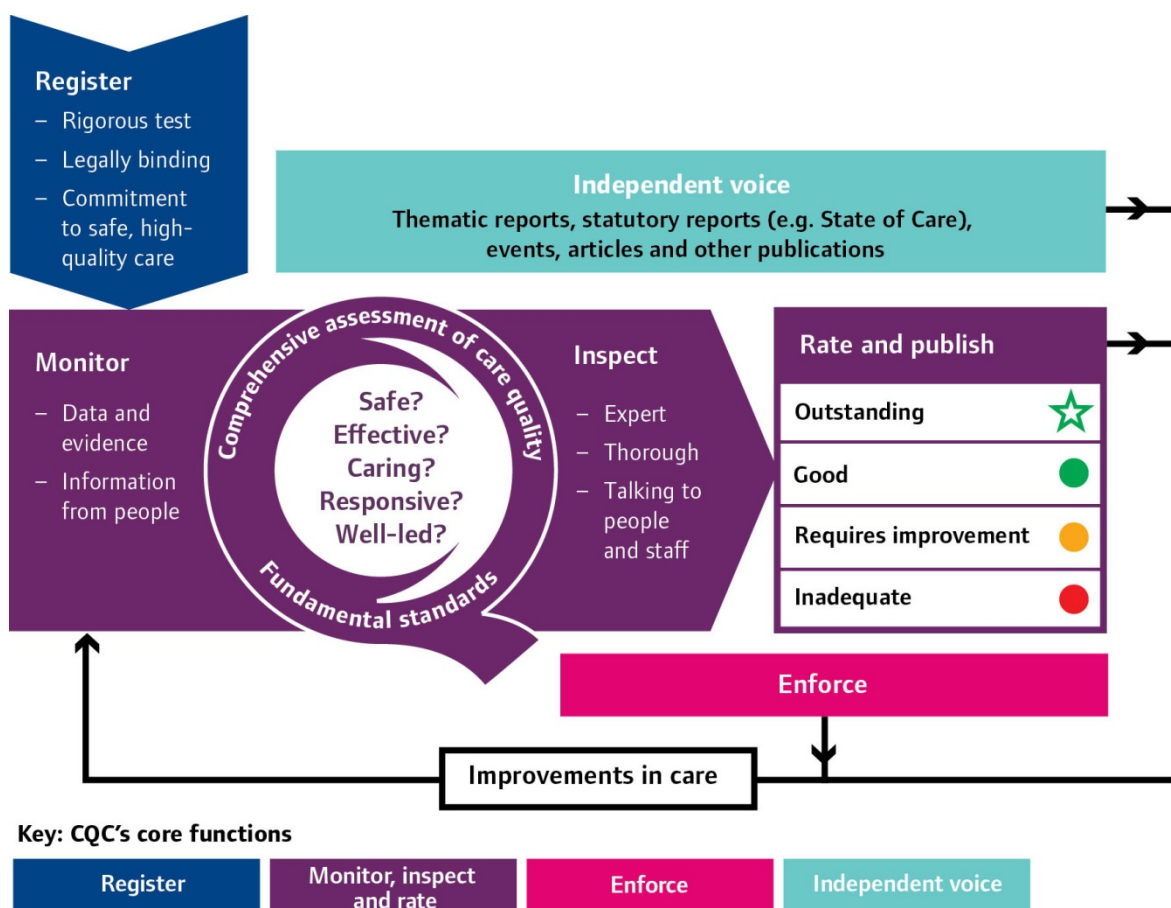 Register
– Rigorous test
– Legally binding
– Commitment
to safe, high-
quality care
Independent voice
Thematic reports, statutory reports (e.g. State of Care),
events, articles and other publications
Monitor
– Data and
evidence
– Information
from people
Comprehensive assessment of care quality
Safe?
Effective?
Caring?
Responsive?
Well-led?
Fundamental standards
Inspect
– Expert
– Thorough
– Talking to
people
and staff
Rate and publish
Outstanding
Good
Requires improvement
Inadequate
Enforce
Improvements in care
Key: CQC’s core functions
Register
Monitor, inspect
and rate
Enforce
Independent voice